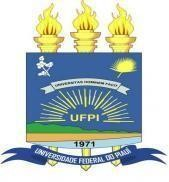 UNIVERSITAS HOMINEM FACIT
UFPI
1971
UNIVERSIDADE FEDERAL DO PIAUÍ